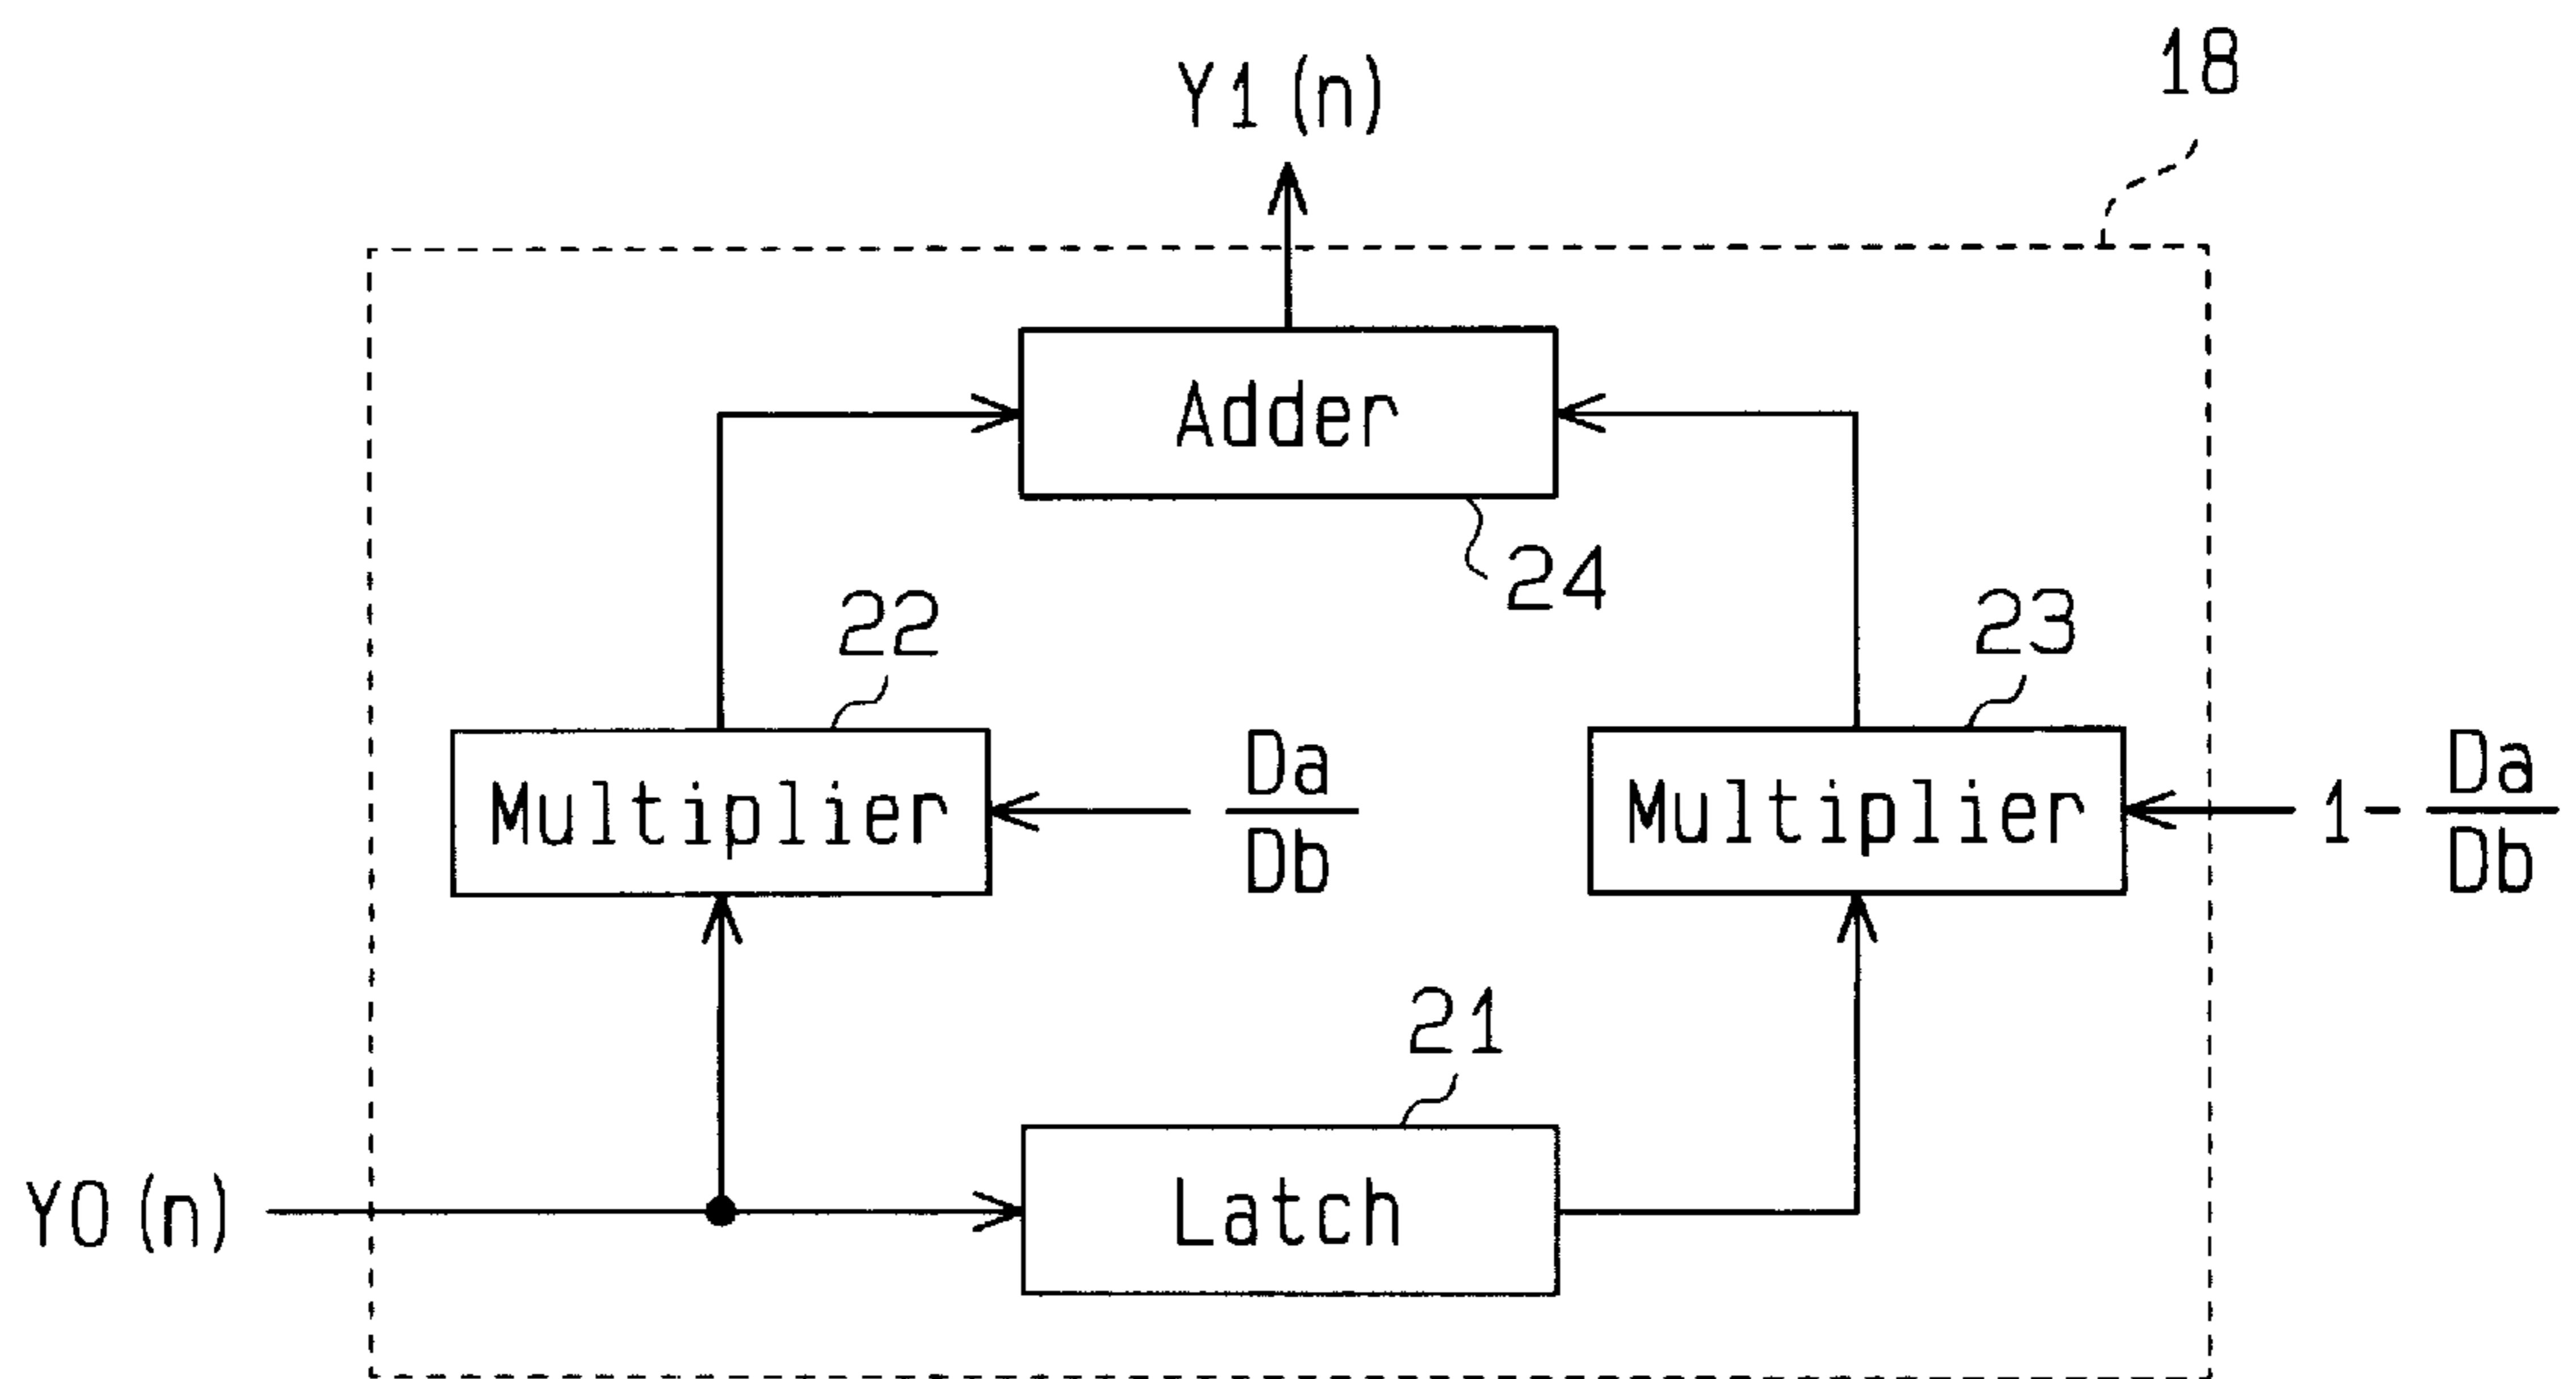 18
Y1(n)
Adder
24
22
23
Multiplier
Da
Db
Multiplier
1 - Da
Db
21
Y0(n)
Latch